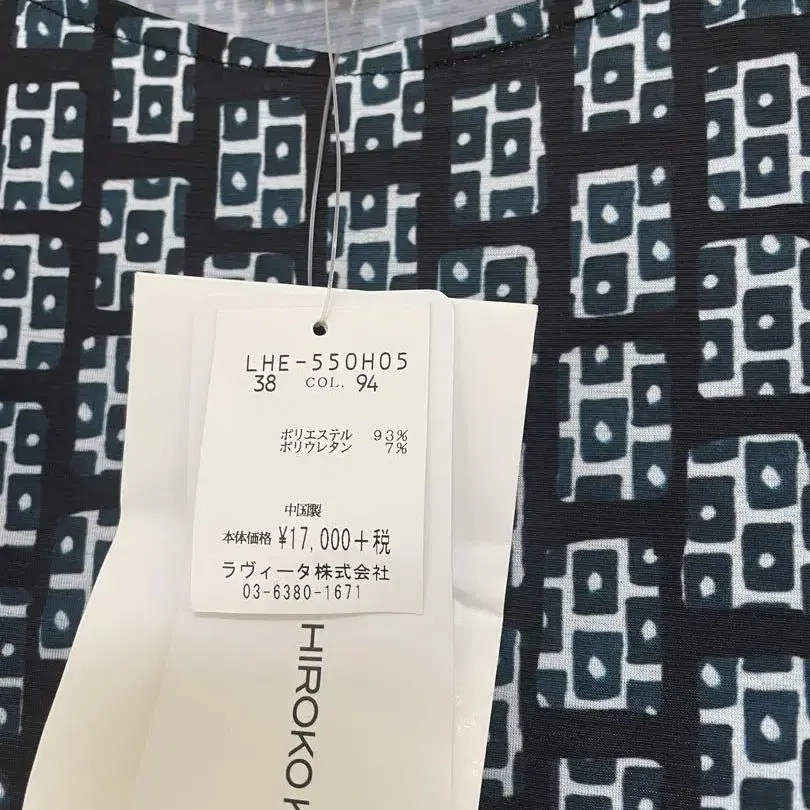 LHE-550H05
38 COL. 94
ポリエステル 93%
ポリウレタン 7%
中国製
本体価格 ¥17,000+税
ラヴィータ株式会社
03-6380-1671
HIROKO